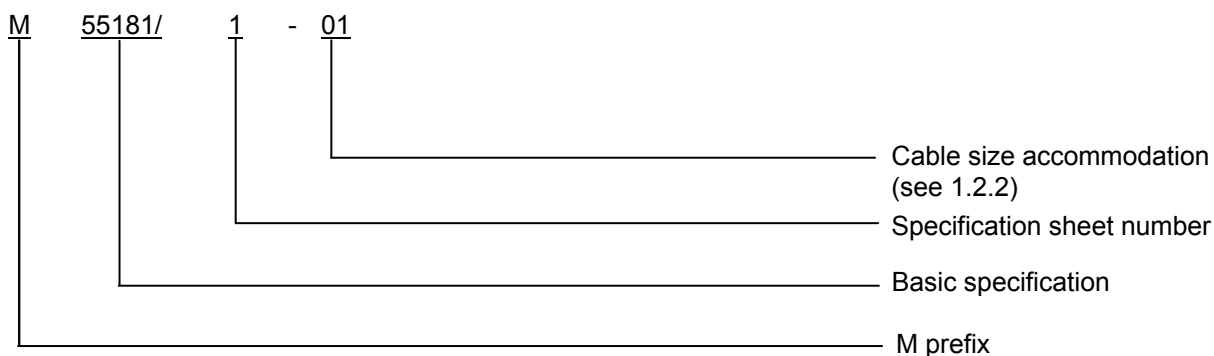 M 55181/ 1 - 01
Cable size accommodation
(see 1.2.2)
Specification sheet number
Basic specification
M prefix